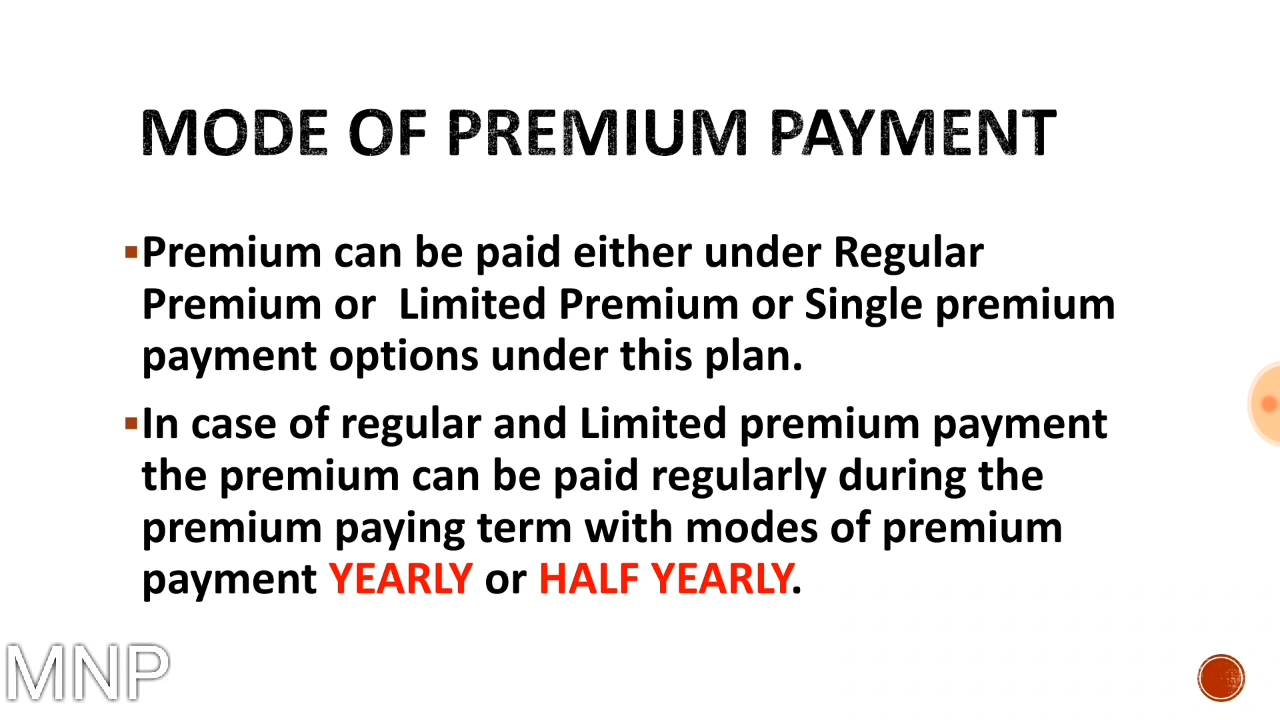 MODE OF PREMIUM PAYMENT
▪Premium can be paid either under Regular
Premium or  Limited Premium or Single premium
payment options under this plan.
▪In case of regular and Limited premium payment
the premium can be paid regularly during the
premium paying term with modes of premium
payment YEARLY or HALF YEARLY.
MNP